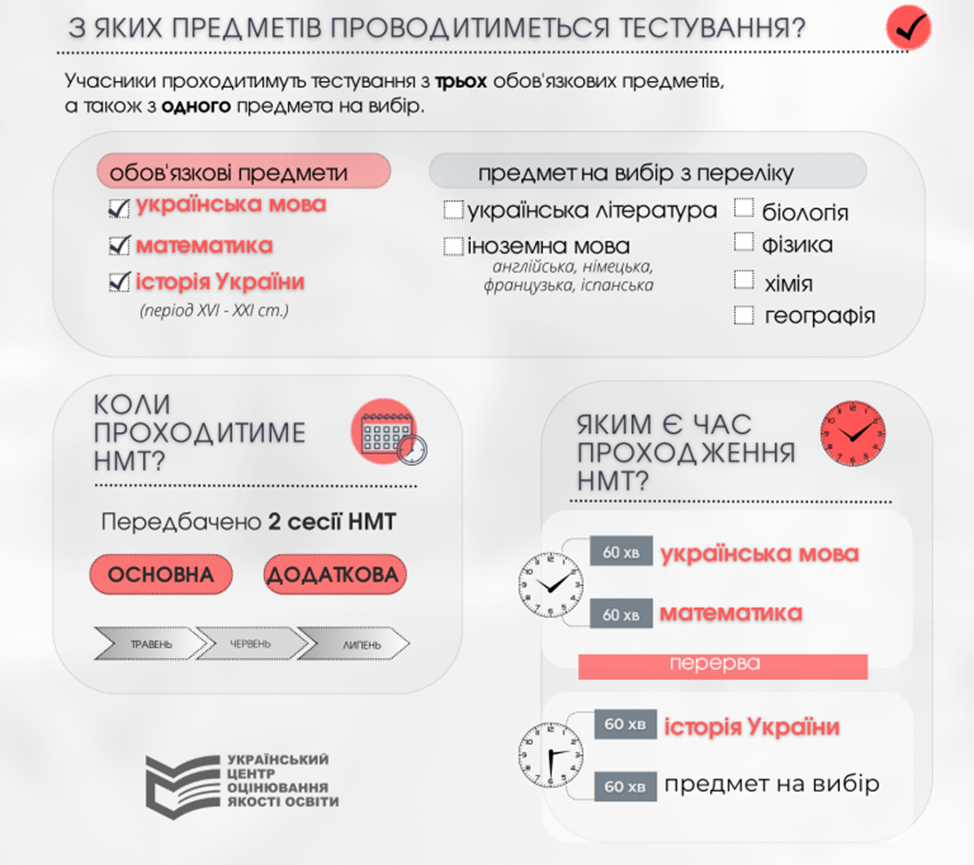 З ЯКИХ ПРЕДМЕТІВ ПРОВОДИТИМЕТЬСЯ ТЕСТУВАННЯ?
Учасники проходитимуть тестування з трьох обов'язкових предметів,
а також з одного предмета на вибір.
обов'язкові предмети
українська мова
математика
історія України
(період XVI - XXI ст.)
предмет на вибір з переліку
українська література
іноземна мова
англійська, німецька,
французька, іспанська
біологія
фізика
хімія
географія
КОЛИ
ПРОХОДИТИМЕ
НМТ?
Передбачено 2 сесії НМТ
ОСНОВНА
ДОДАТКОВА
ТРАВЕНЬ
ЧЕРВЕНЬ
ЛИПЕНЬ
ЯКИМ Є ЧАС
ПРОХОДЖЕННЯ
НМТ?
60 хв українська мова
60 хв математика
перерва
60 хв історія України
60 хв предмет на вибір
УКРАЇНСЬКИЙ
ЦЕНТР
ОЦІНЮВАННЯ
ЯКОСТІ ОСВІТИ